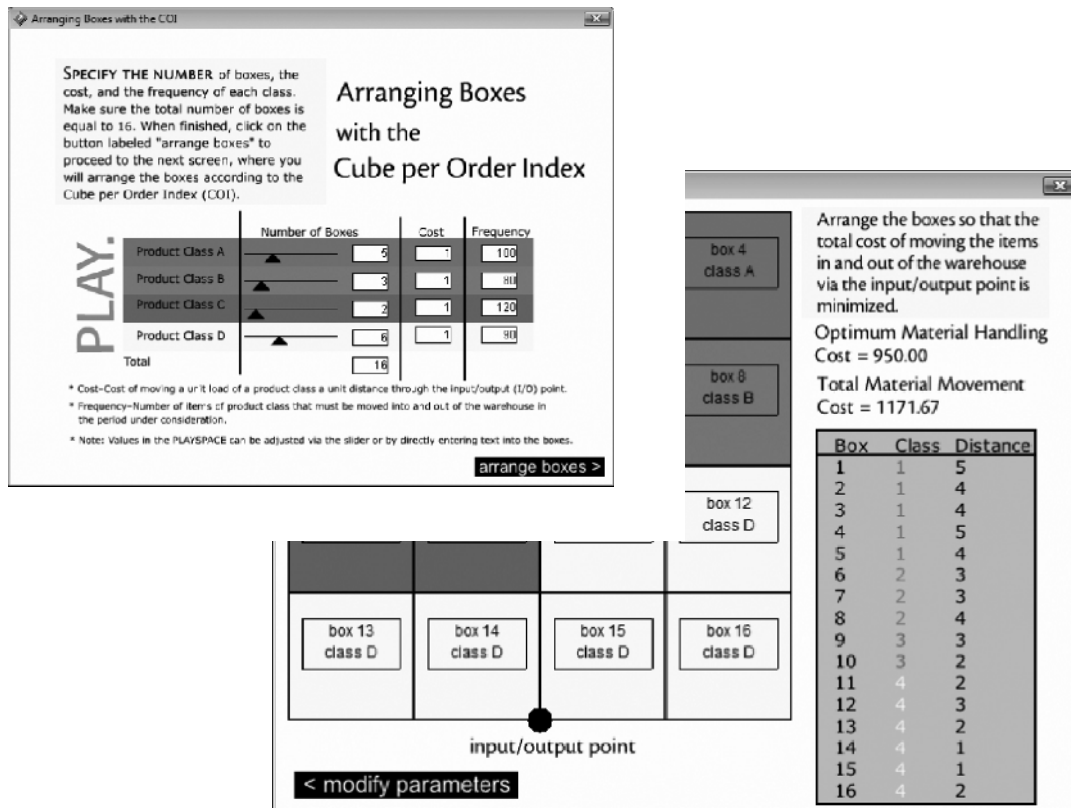 Arranging Boxes with the COI
SPECIFY THE NUMBER of boxes, the
cost, and the frequency of each class.
Make sure the total number of boxes is
equal to 16. When finished, click on the
button labeled "arrange boxes" to
proceed to the next screen, where you
will arrange the boxes according to the
Cube per Order Index (COI).
Arranging Boxes
with the
Cube per Order Index
PLAY.
Number of Boxes Cost Frequency
Product Class A 5 1 100
Product Class B 3 1 80
Product Class C 2 1 120
Product Class D 6 1 90
Total 16
* Cost–Cost of moving a unit load of a product class a unit distance through the input/output (I/O) point.
* Frequency–Number of items of product class that must be moved into and out of the warehouse in
the period under consideration.
* Note: Values in the PLAYSPACE can be adjusted via the slider or by directly entering text into the boxes.
arrange boxes >
box 4
class A
box 8
class B
box 12
class D
box 13
class D
box 14
class D
box 15
class D
box 16
class D
input/output point
< modify parameters
Arrange the boxes so that the
total cost of moving the items
in and out of the warehouse
via the input/output point is
minimized.
Optimum Material Handling
Cost = 950.00
Total Material Movement
Cost = 1171.67
Box Class Distance
1 1 5
2 1 4
3 1 4
4 1 5
5 1 4
6 2 3
7 2 3
8 2 4
9 3 3
10 3 2
11 4 2
12 4 3
13 4 2
14 4 1
15 4 1
16 4 2